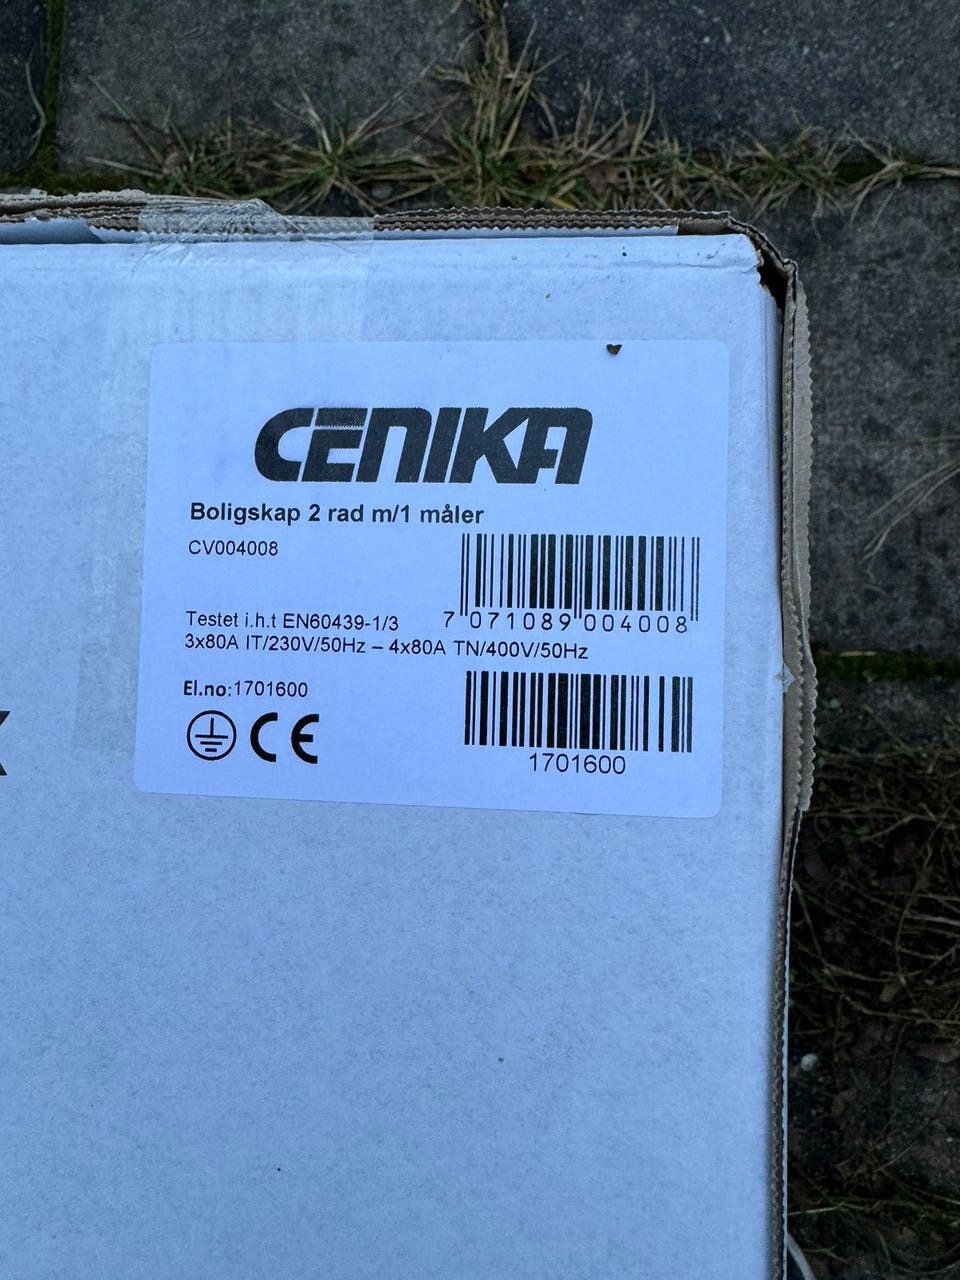 CENIKA
Boligskap 2 rad m/1 måler
CV004008
7 071089 004008
Testet i.h.t EN60439-1/3
3x80A IT/230V/50Hz – 4x80A TN/400V/50Hz
El.no:1701600
CE
1701600